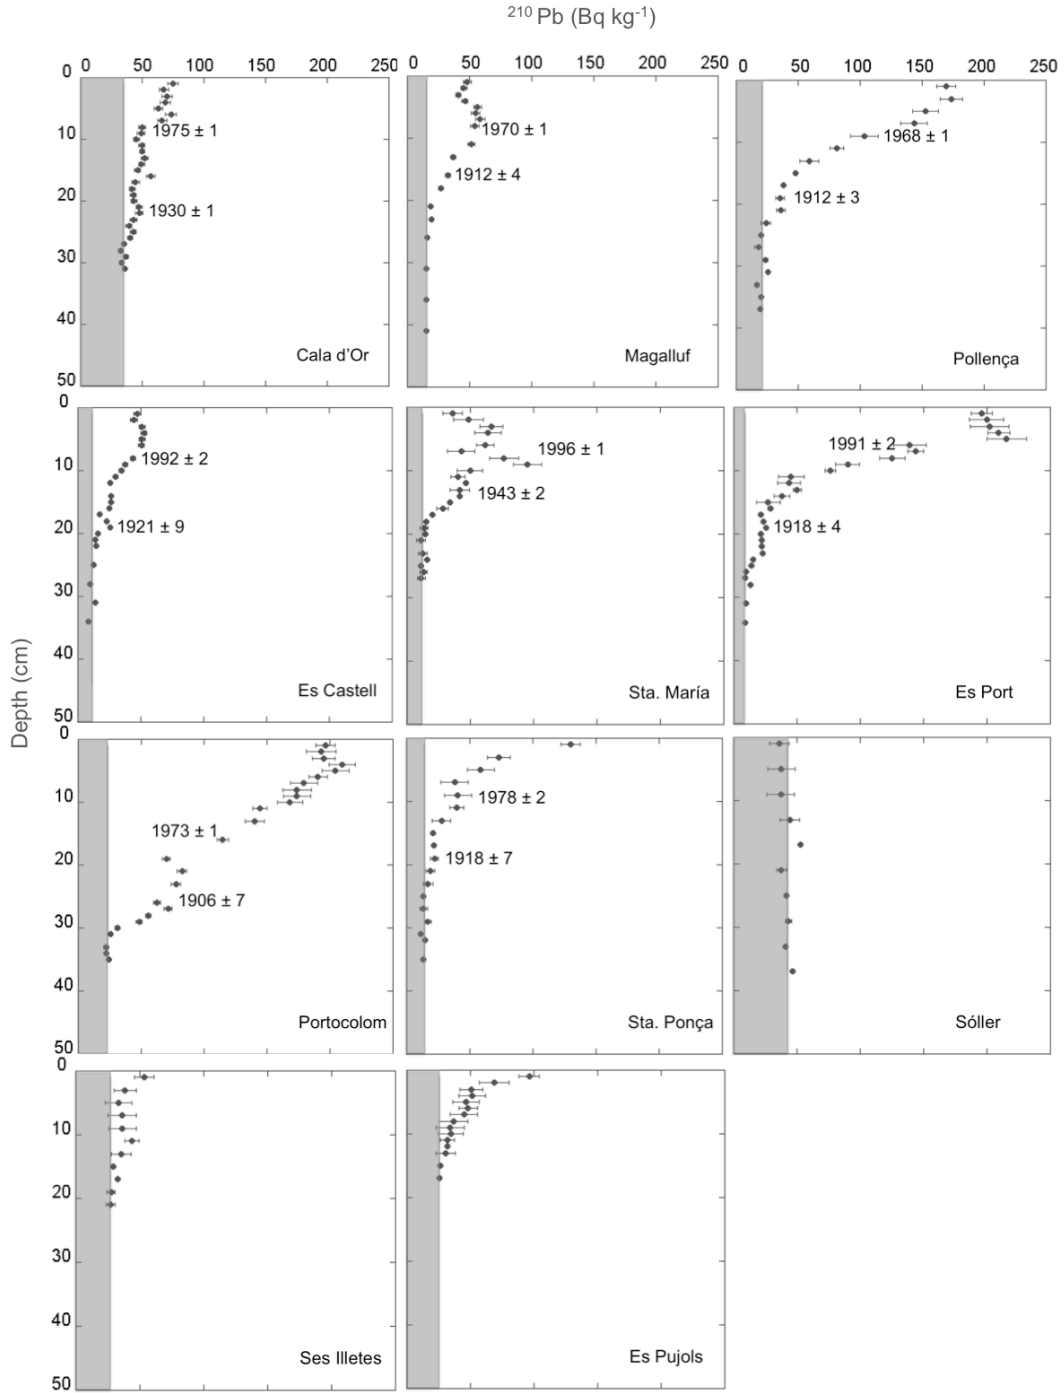 210 Pb (Bq kg-1)
0 50 100 150 200 250 0 50 100 150 200 250 0 50 100 150 200 250
0
10
20
30
40
50
1975 ± 1
1930 ± 1
Cala d’Or
1970 ± 1
1912 ± 4
Magalluf
1968 ± 1
1912 ± 3
Pollença
Depth (cm)
0
10
20
30
40
50
1992 ± 2
1921 ± 9
Es Castell
1996 ± 1
1943 ± 2
Sta. María
1991 ± 2
1918 ± 4
Es Port
0
10
20
30
40
50
1973 ± 1
1906 ± 7
Portocolom
1978 ± 2
1918 ± 7
Sta. Ponça
Sóller
0
10
20
30
40
50
Ses Illetes
Es Pujols